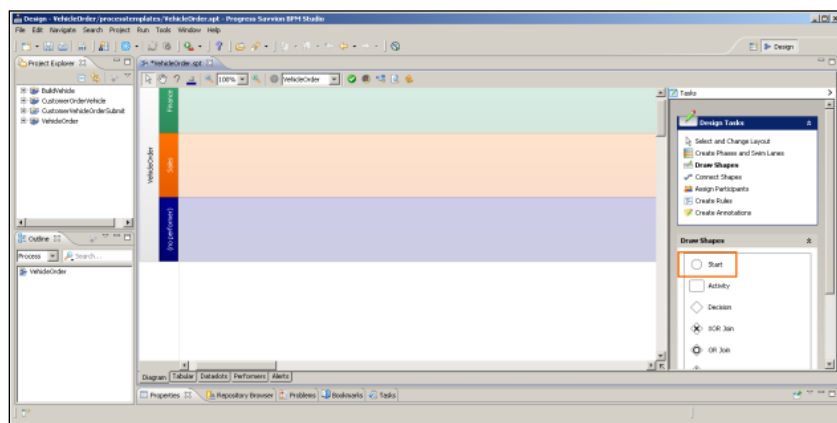 Design - VehicleOrder/processtemplates/VehicleOrder.spt - Progress Savvion BPM Studio
File Edit Navigate Search Project Run Tools Window Help
Design
Project Explorer
*VehicleOrder.spt
100%
VehicleOrder
Tasks
BuildVehicle
CustomerOrderVehicle
CustomerVehicleOrderSubmit
VehicleOrder
VehicleOrder
Finance
Sales
(no performer)
Design Tasks
Select and Change Layout
Create Phases and Swim Lanes
Draw Shapes
Connect Shapes
Assign Participants
Create Rules
Create Annotations
Draw Shapes
Start
Activity
Decision
XOR Join
OR Join
Outline
Process
Search...
VehicleOrder
Diagram Tabular Datadots Performers Alerts
Properties Repository Browser Problems Bookmarks Tasks